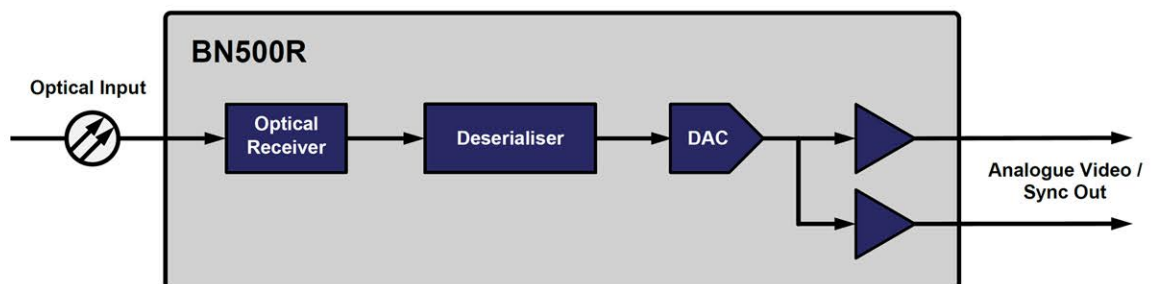 BN500R
Optical Input
Optical
Receiver
Deserialiser
DAC
Analogue Video /
Sync Out